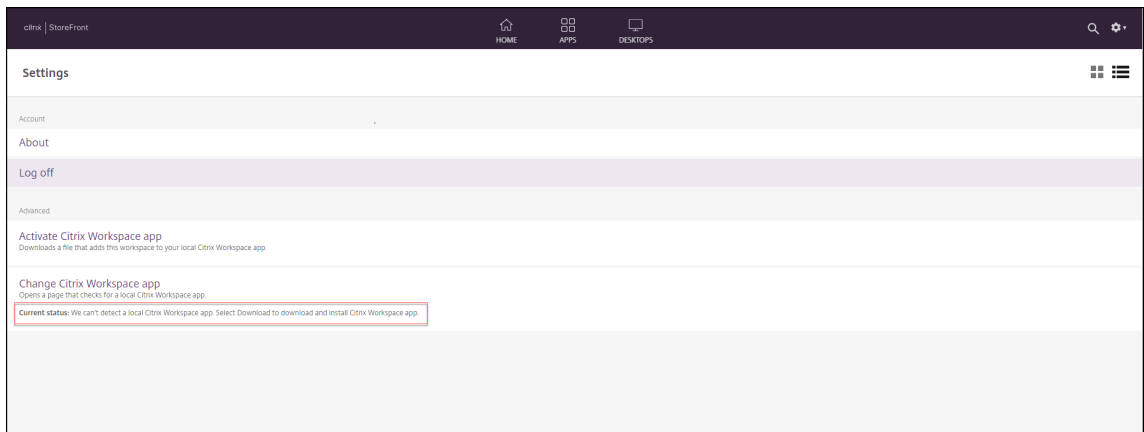 citrix StoreFront
HOME APPS DESKTOPS
Settings
Account
About
Log off
Advanced
Activate Citrix Workspace app
Downloads a file that adds this workspace to your local Citrix Workspace app.
Change Citrix Workspace app
Opens a page that checks for a local Citrix Workspace app.
Current status: We can't detect a local Citrix Workspace app. Select Download to download and install Citrix Workspace app.